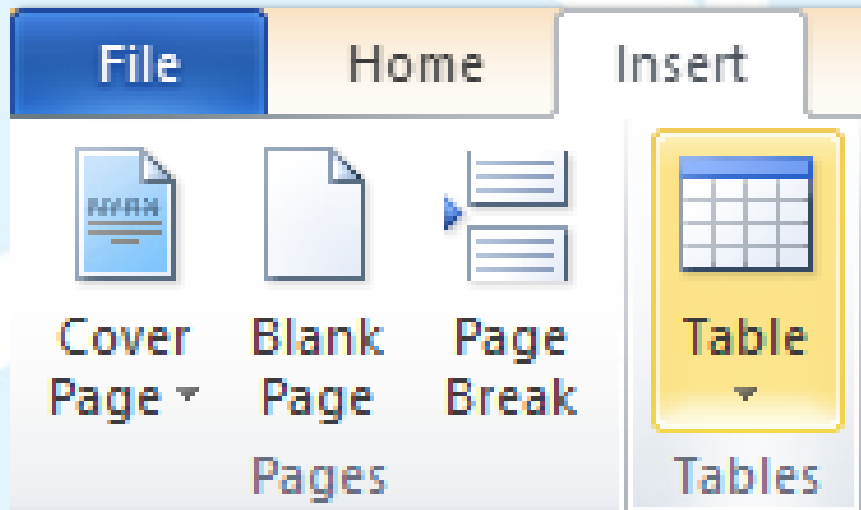 File Home Insert
Cover Blank Page Table
Page Page Break
Pages Tables